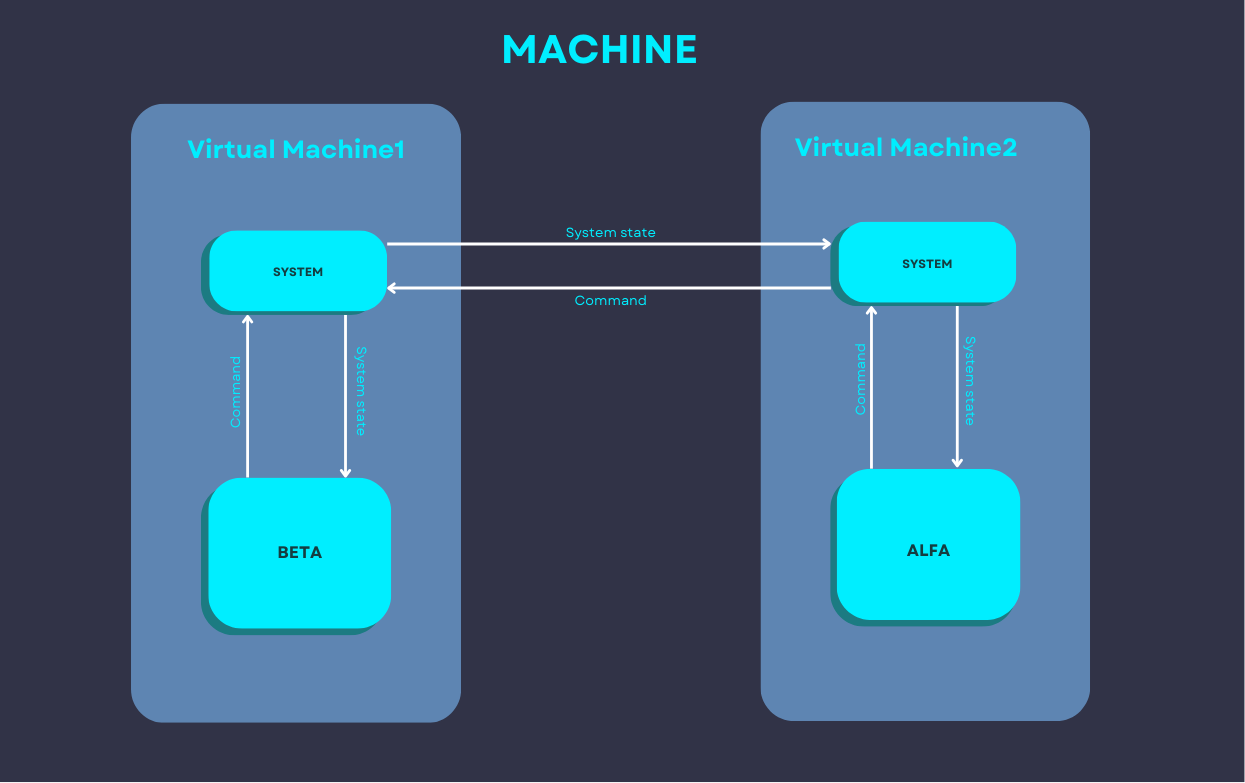 MACHINE
Virtual Machine1
Virtual Machine2
System state
SYSTEM
SYSTEM
Command
Command
System state
Command
System state
BETA
ALFA